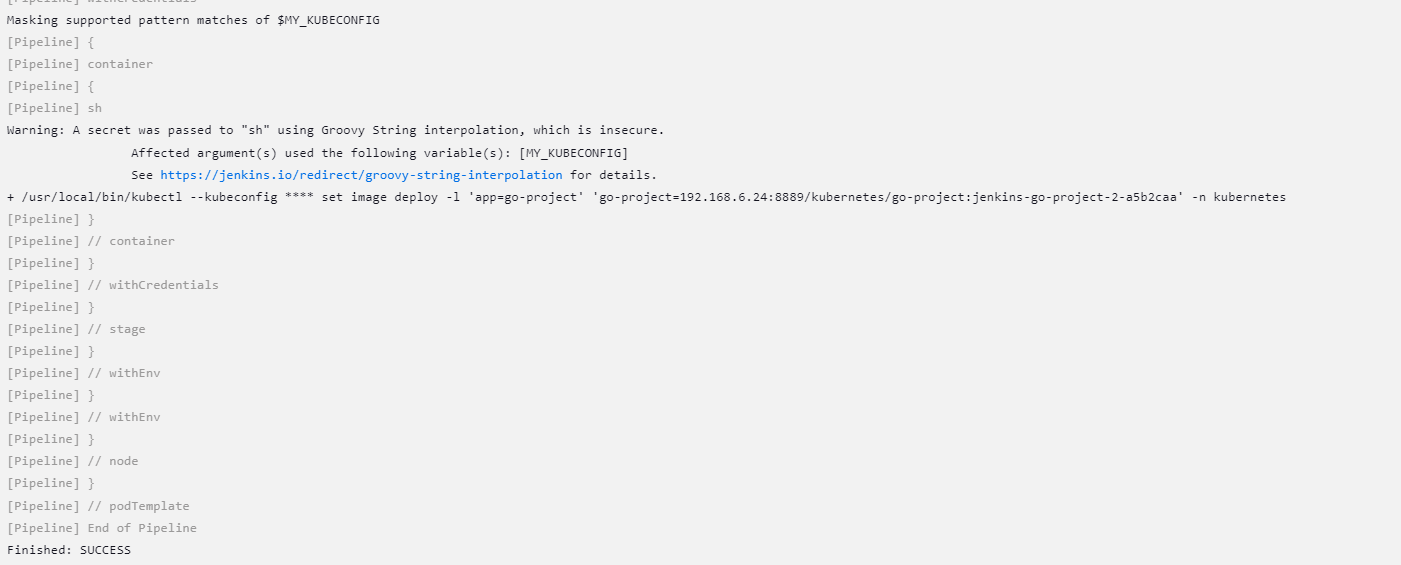 [Pipeline] withCredentials
Masking supported pattern matches of $MY_KUBECONFIG
[Pipeline] {
[Pipeline] container
[Pipeline] {
[Pipeline] sh
Warning: A secret was passed to "sh" using Groovy String interpolation, which is insecure.
Affected argument(s) used the following variable(s): [MY_KUBECONFIG]
See https://jenkins.io/redirect/groovy-string-interpolation for details.
+ /usr/local/bin/kubectl --kubeconfig **** set image deploy -l 'app=go-project' 'go-project=192.168.6.24:8889/kubernetes/go-project:jenkins-go-project-2-a5b2caa' -n kubernetes
[Pipeline] }
[Pipeline] // container
[Pipeline] }
[Pipeline] // withCredentials
[Pipeline] }
[Pipeline] // stage
[Pipeline] }
[Pipeline] // withEnv
[Pipeline] }
[Pipeline] // withEnv
[Pipeline] }
[Pipeline] // node
[Pipeline] }
[Pipeline] // podTemplate
[Pipeline] End of Pipeline
Finished: SUCCESS